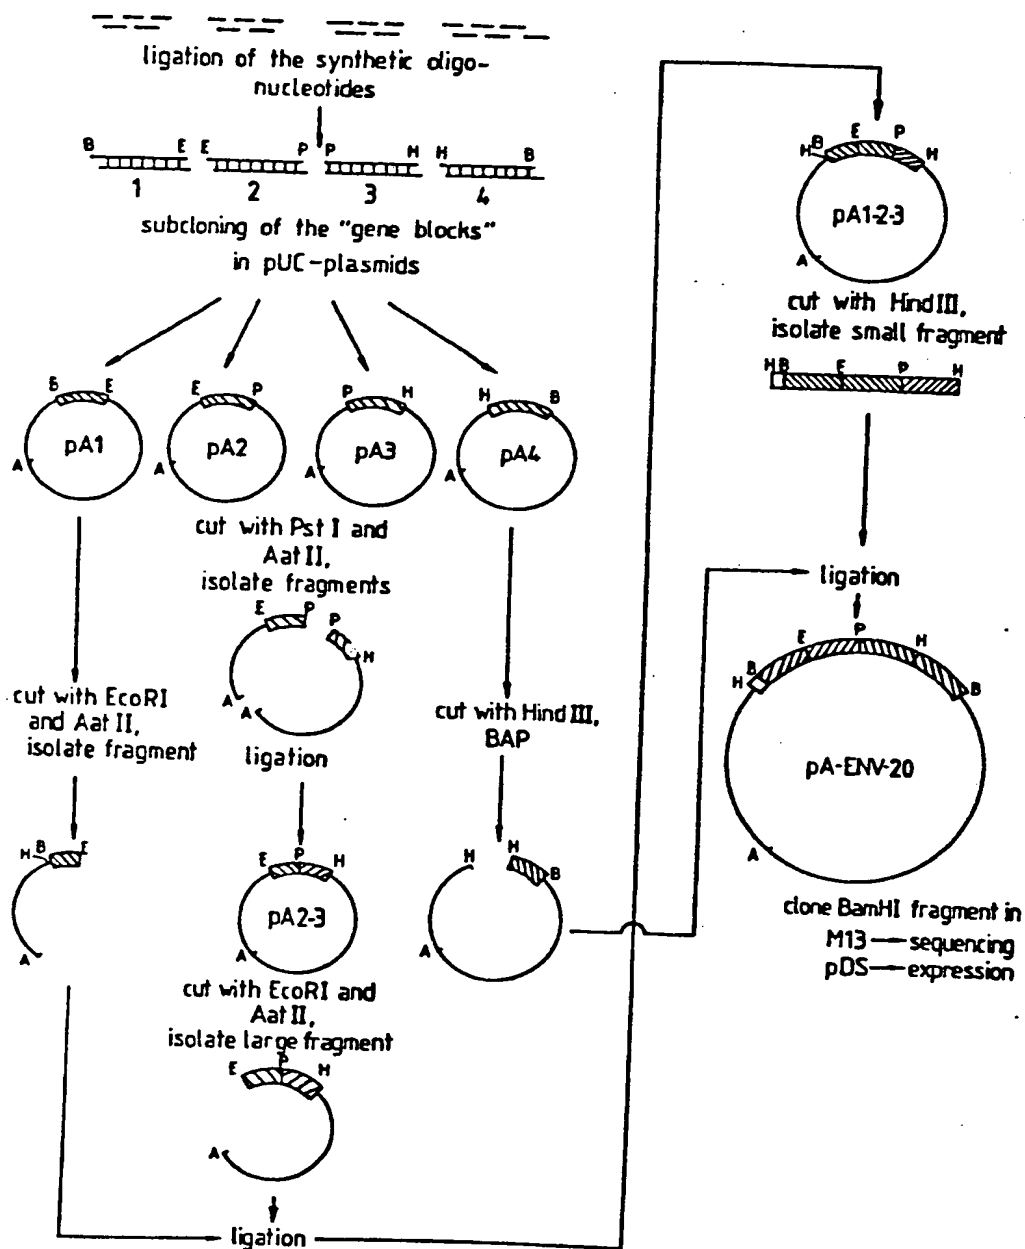 ligation of the synthetic oligo-
nucleotides
B E E P P H H B
1 2 3 4
subcloning of the "gene blocks"
in pUC-plasmids
B E
pA1
A
E P
pA2
A
P H
pA3
A
H B
pA4
A
cut with Pst I and
Aat II,
isolate fragments
E P P
H
A
A
ligation
cut with EcoRI
and Aat II,
isolate fragment
H B E
A
E P H
pA2-3
A
cut with EcoRI and
Aat II,
isolate large fragment
E P H
A
ligation
cut with Hind III,
BAP
H H
B
A
H B E P H
pA1-2-3
A
cut with Hind III,
isolate small fragment
H B E P H
ligation
H B E P H B
pA-ENV-20
A
clone BamHI fragment in
M13 — sequencing
pDS — expression